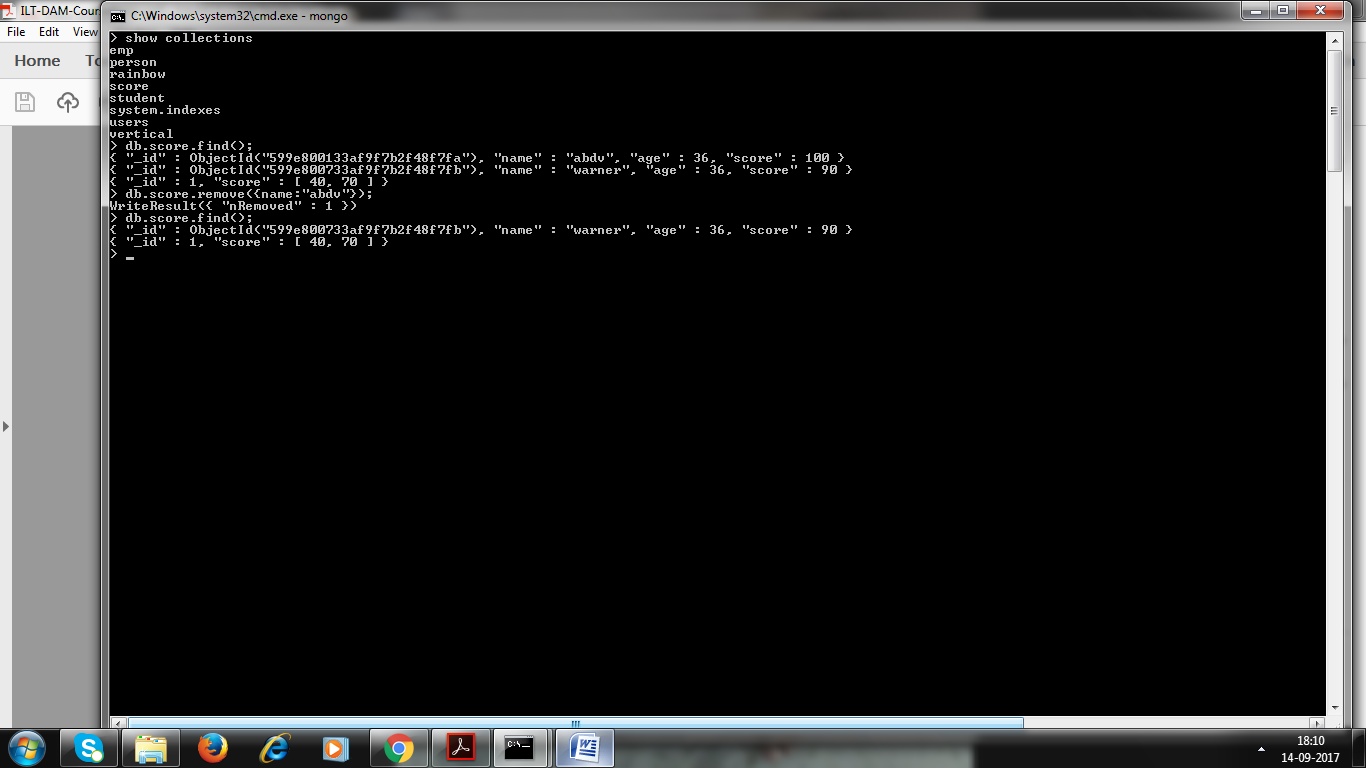 ILT-DAM-Cour
C:\Windows\system32\cmd.exe - mongo
File Edit View
Home To
> show collections
emp
person
rainbow
score
student
system.indexes
users
vertical
> db.score.find();
{ "_id" : ObjectId("599e800133af9f7b2f48f7fa"), "name" : "abdv", "age" : 36, "score" : 100 }
{ "_id" : ObjectId("599e800733af9f7b2f48f7fb"), "name" : "warner", "age" : 36, "score" : 90 }
{ "_id" : 1, "score" : [ 40, 70 ] }
> db.score.remove({name:"abdv"});
WriteResult({ "nRemoved" : 1 })
> db.score.find();
{ "_id" : ObjectId("599e800733af9f7b2f48f7fb"), "name" : "warner", "age" : 36, "score" : 90 }
{ "_id" : 1, "score" : [ 40, 70 ] }
> _
18:10
14-09-2017